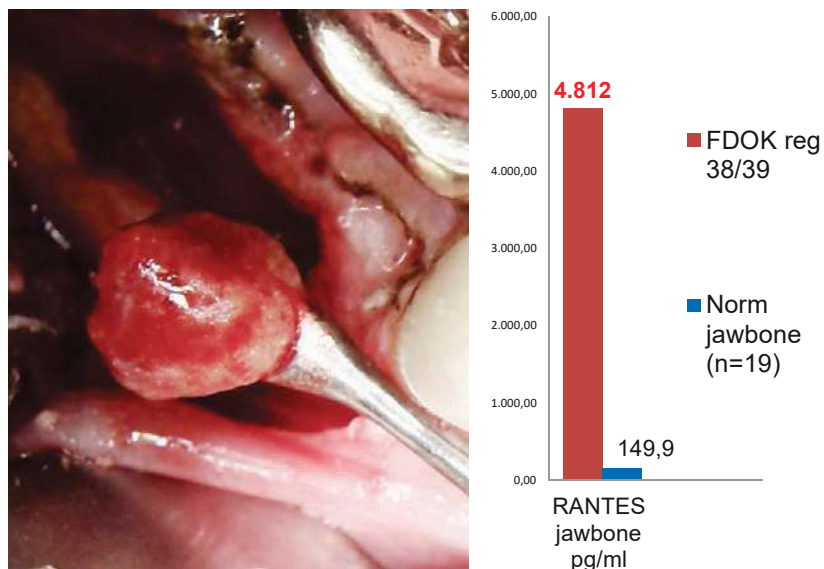 6.000,00
5.000,00
4.000,00
3.000,00
2.000,00
1.000,00
0,00
4.812
149,9
FDOK reg
38/39
Norm
jawbone
(n=19)
RANTES
jawbone
pg/ml